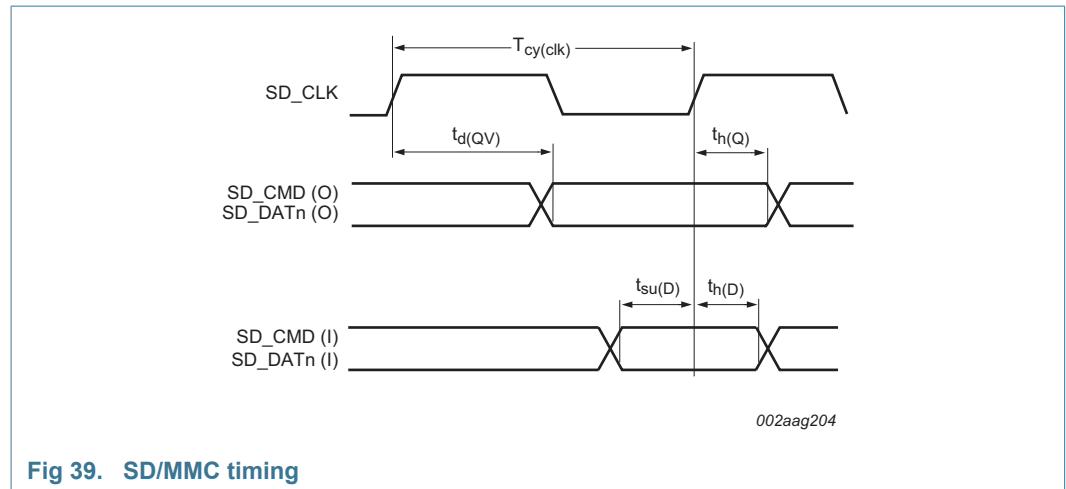 Tcy(clk)
SD_CLK
td(QV)
th(Q)
SD_CMD (O)
SD_DATn (O)
tsu(D)
th(D)
SD_CMD (I)
SD_DATn (I)
002aag204
Fig 39. SD/MMC timing